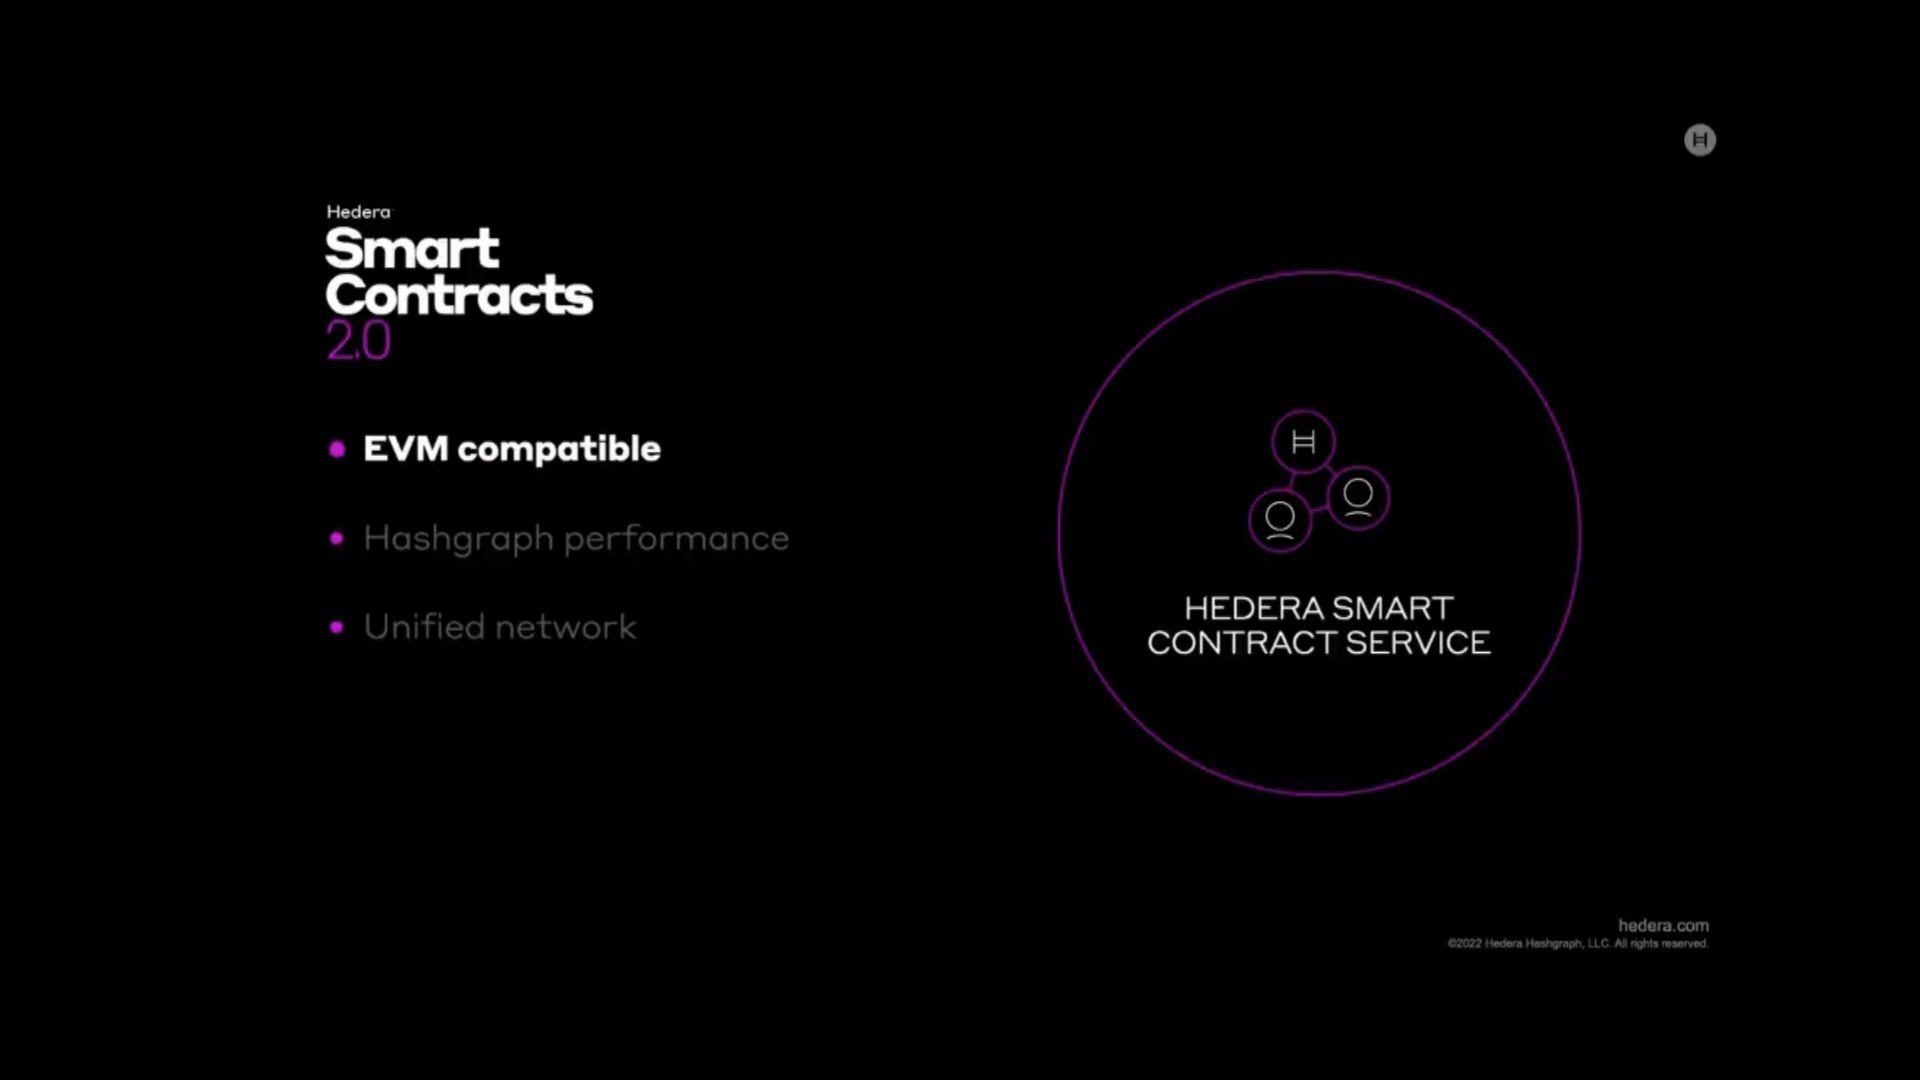 Hedera
Smart
Contracts
2.0
EVM compatible
Hashgraph performance
Unified network
H
H
HEDERA SMART
CONTRACT SERVICE
hedera.com
©2022 Hedera Hashgraph, LLC. All rights reserved.